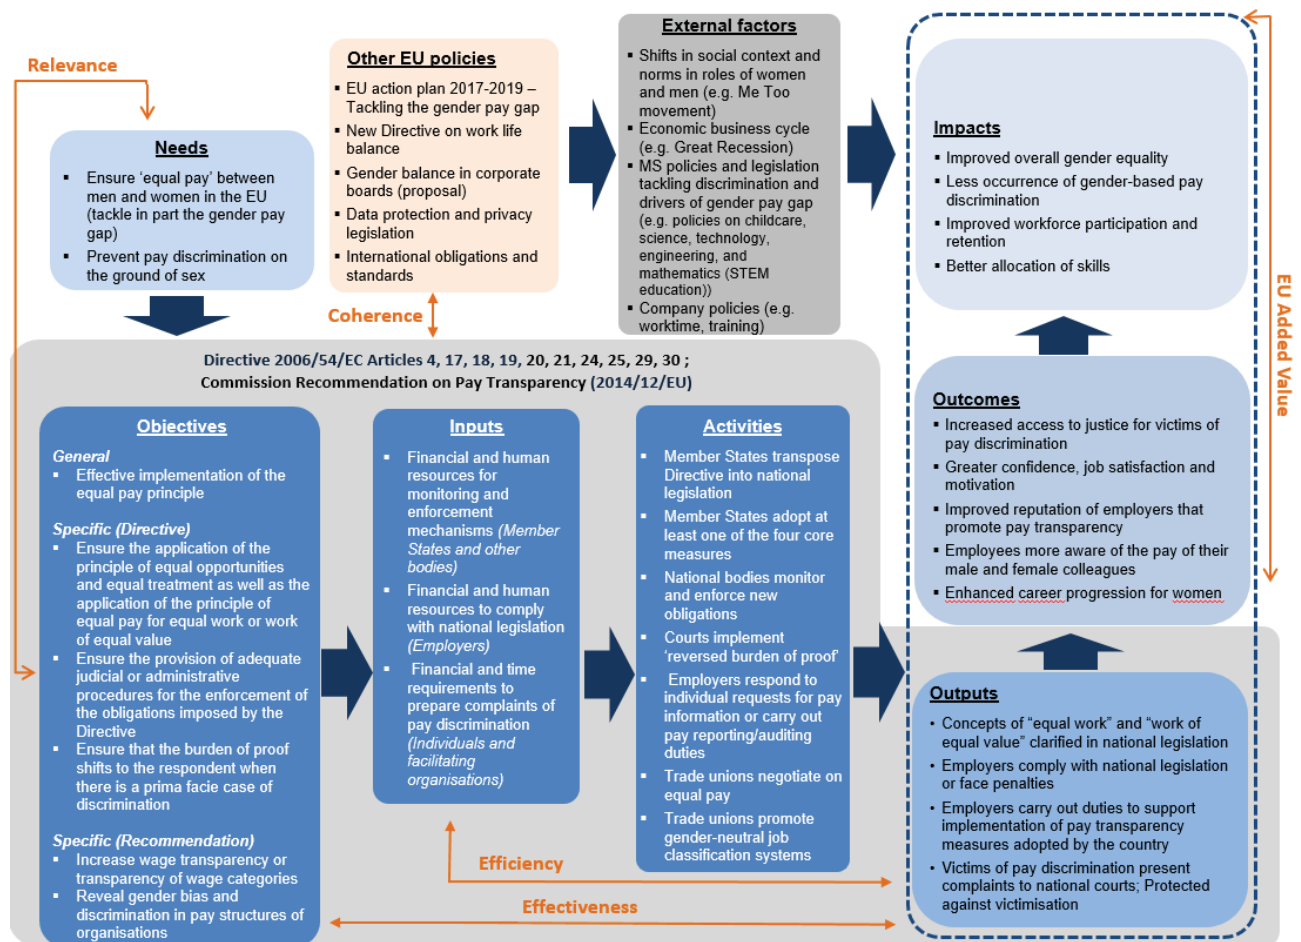 Relevance
Needs
▪ Ensure ‘equal pay’ between
men and women in the EU
(tackle in part the gender pay
gap)
▪ Prevent pay discrimination on
the ground of sex
Other EU policies
▪ EU action plan 2017-2019 –
Tackling the gender pay gap
▪ New Directive on work life
balance
▪ Gender balance in corporate
boards (proposal)
▪ Data protection and privacy
legislation
▪ International obligations and
standards
Coherence
External factors
▪ Shifts in social context and
norms in roles of women
and men (e.g. Me Too
movement)
▪ Economic business cycle
(e.g. Great Recession)
▪ MS policies and legislation
tackling discrimination and
drivers of gender pay gap
(e.g. policies on childcare,
science, technology,
engineering, and
mathematics (STEM
education))
▪ Company policies (e.g.
worktime, training)
Impacts
▪ Improved overall gender equality
▪ Less occurrence of gender-based pay
discrimination
▪ Improved workforce participation and
retention
▪ Better allocation of skills
EU Added Value
Outcomes
▪ Increased access to justice for victims of
pay discrimination
▪ Greater confidence, job satisfaction and
motivation
▪ Improved reputation of employers that
promote pay transparency
▪ Employees more aware of the pay of their
male and female colleagues
▪ Enhanced career progression for women
Outputs
• Concepts of “equal work” and “work of
equal value” clarified in national legislation
• Employers comply with national legislation
or face penalties
• Employers carry out duties to support
implementation of pay transparency
measures adopted by the country
• Victims of pay discrimination present
complaints to national courts; Protected
against victimisation
Directive 2006/54/EC Articles 4, 17, 18, 19, 20, 21, 24, 25, 29, 30 ;
Commission Recommendation on Pay Transparency (2014/12/EU)
Objectives
General
▪ Effective implementation of the
equal pay principle
Specific (Directive)
▪ Ensure the application of the
principle of equal opportunities
and equal treatment as well as the
application of the principle of
equal pay for equal work or work
of equal value
▪ Ensure the provision of adequate
judicial or administrative
procedures for the enforcement of
the obligations imposed by the
Directive
▪ Ensure that the burden of proof
shifts to the respondent when
there is a prima facie case of
discrimination
Specific (Recommendation)
▪ Increase wage transparency or
transparency of wage categories
▪ Reveal gender bias and
discrimination in pay structures of
organisations
Inputs
▪ Financial and human
resources for
monitoring and
enforcement
mechanisms (Member
States and other
bodies)
▪ Financial and human
resources to comply
with national legislation
(Employers)
▪ Financial and time
requirements to
prepare complaints of
pay discrimination
(Individuals and
facilitating
organisations)
Activities
▪ Member States transpose
Directive into national
legislation
▪ Member States adopt at
least one of the four core
measures
▪ National bodies monitor
and enforce new
obligations
▪ Courts implement
‘reversed burden of proof’
▪ Employers respond to
individual requests for pay
information or carry out
pay reporting/auditing
duties
▪ Trade unions negotiate on
equal pay
▪ Trade unions promote
gender-neutral job
classification systems
Efficiency
Effectiveness